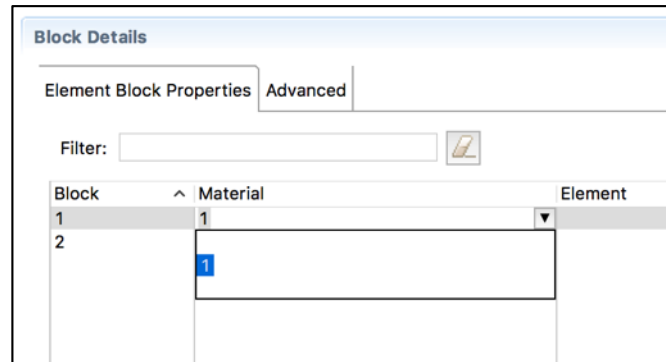 Block Details
Element Block Properties Advanced
Filter:
Block Material Element
1 1
2
1